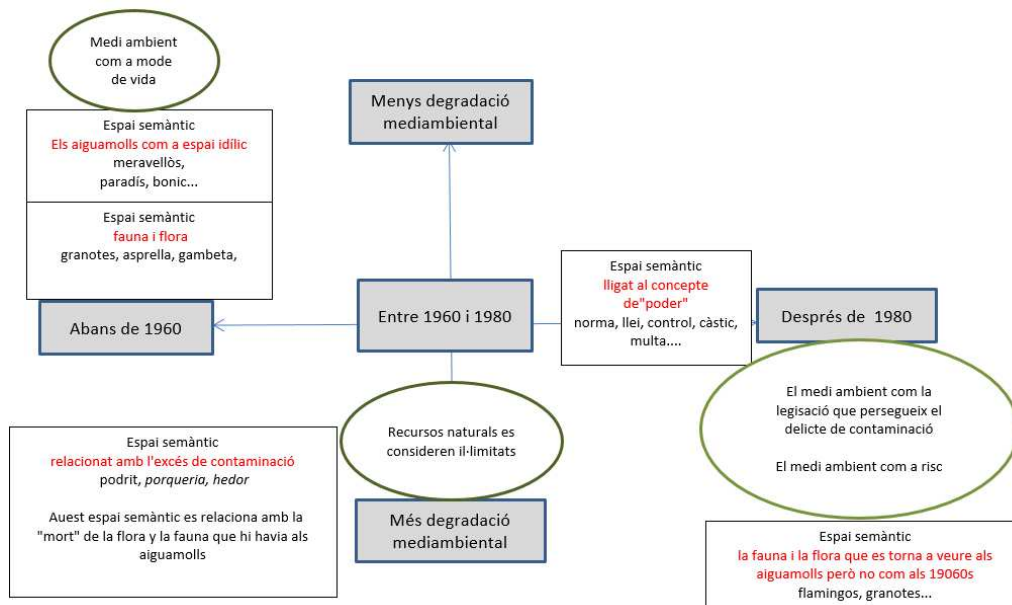 Medi ambient
com a mode
de vida
Espai semàntic
Els aiguamolls com a espai idílic
meravellòs,
paradís, bonic...
Espai semàntic
fauna i flora
granotes, asprella, gambeta,
Abans de 1960
Menys degradació
mediambiental
Entre 1960 i 1980
Espai semàntic
lligat al concepte
de"poder"
norma, llei, control, càstic,
multa....
Després de 1980
Recursos naturals es
consideren il·limitats
Més degradació
mediambiental
Espai semàntic
relacionat amb l'excés de contaminació
podrit, porqueria, hedor
Auest espai semàntic es relaciona amb la
"mort" de la flora y la fauna que hi havia als
aiguamolls
El medi ambient com la
legisació que persegueix el
delicte de contaminació
El medi ambient com a risc
Espai semàntic
la fauna i la flora que es torna a veure als
aiguamolls però no com als 19060s
flamingos, granotes...